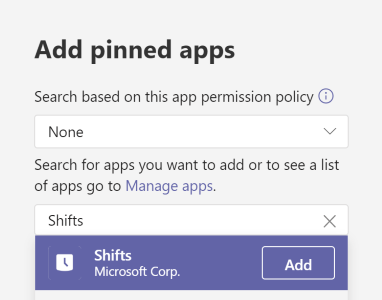 Add pinned apps
Search based on this app permission policy
None
Search for apps you want to add or to see a list
of apps go to Manage apps.
Shifts
Shifts
Microsoft Corp.
Add